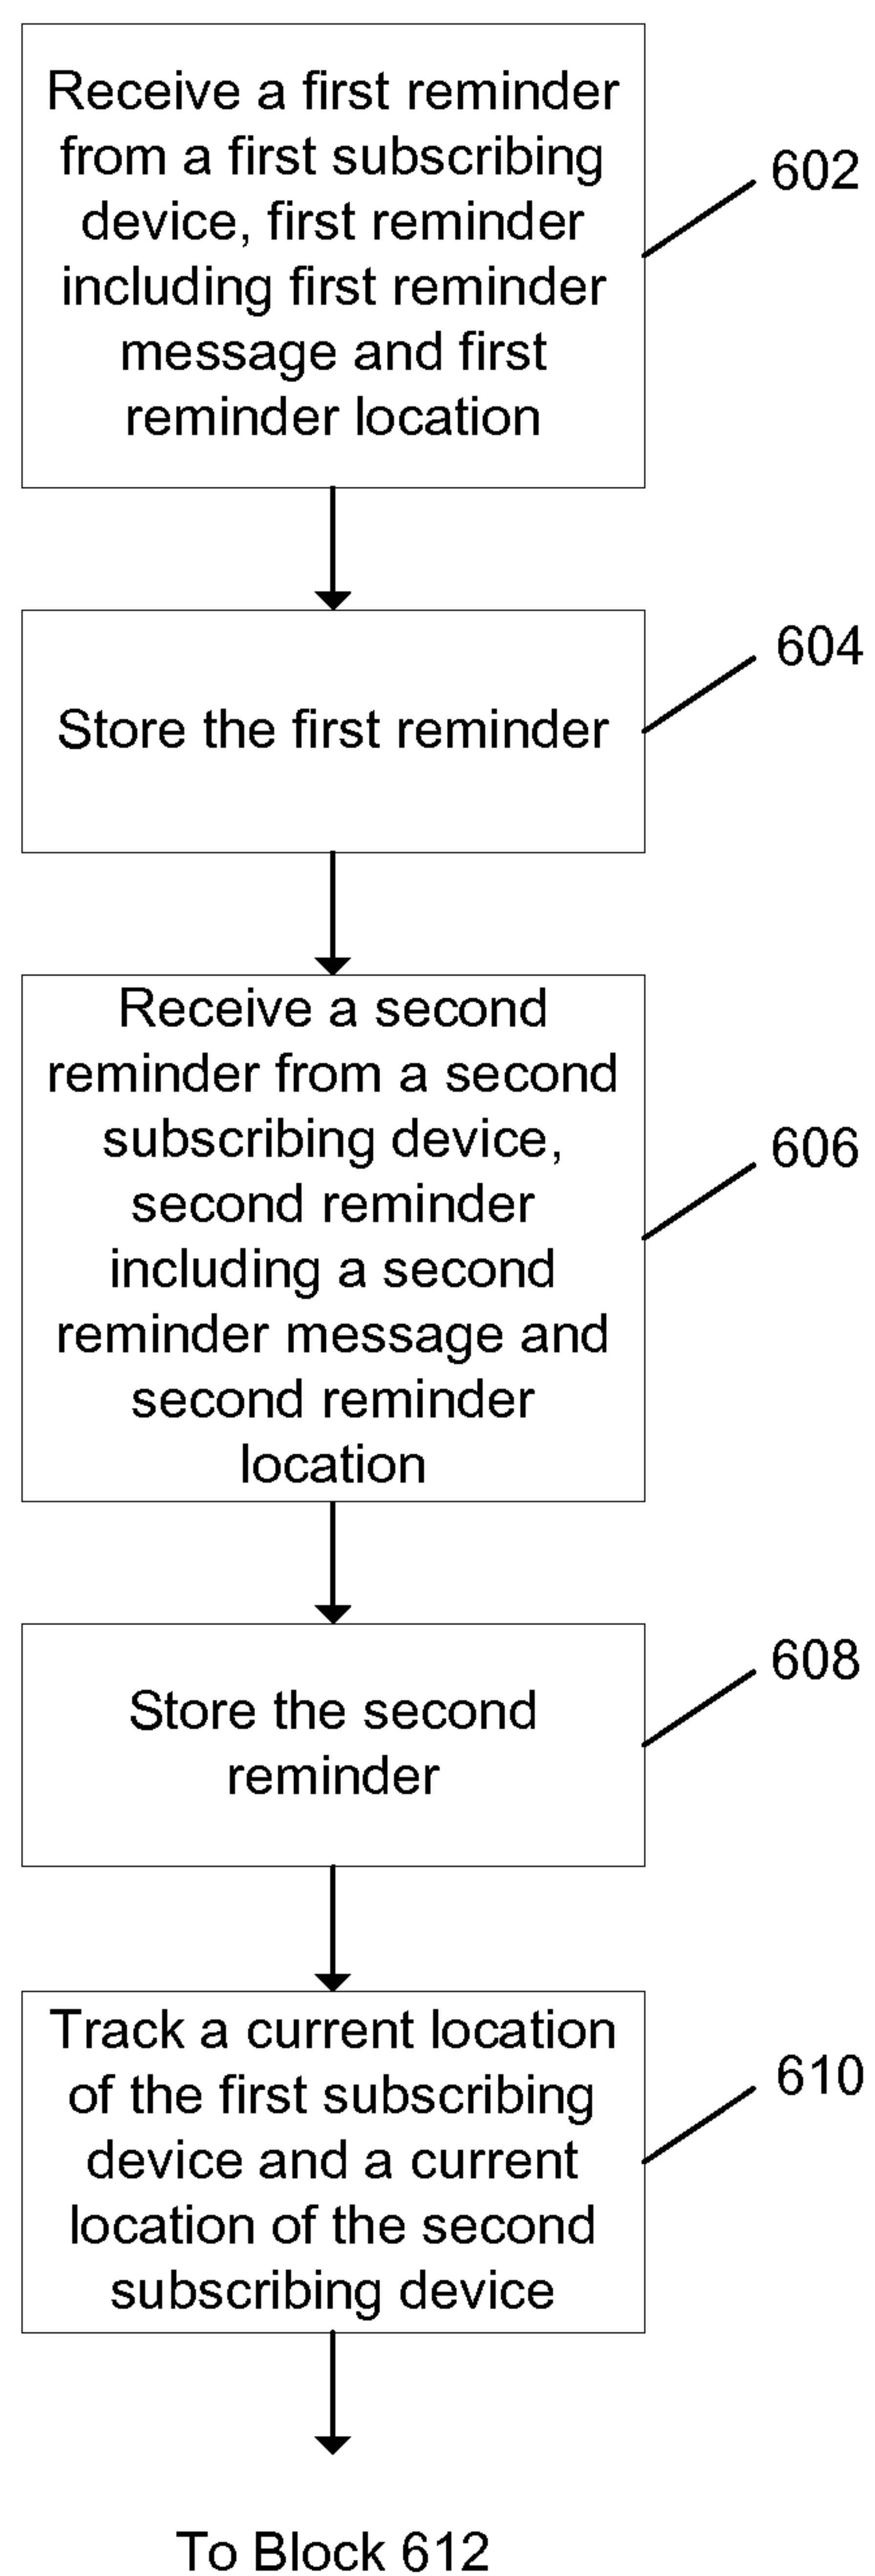 Receive a first reminder
from a first subscribing
device, first reminder
including first reminder
message and first
reminder location
602
Store the first reminder
604
Receive a second
reminder from a second
subscribing device,
second reminder
including a second
reminder message and
second reminder
location
606
Store the second
reminder
608
Track a current location
of the first subscribing
device and a current
location of the second
subscribing device
610
To Block 612